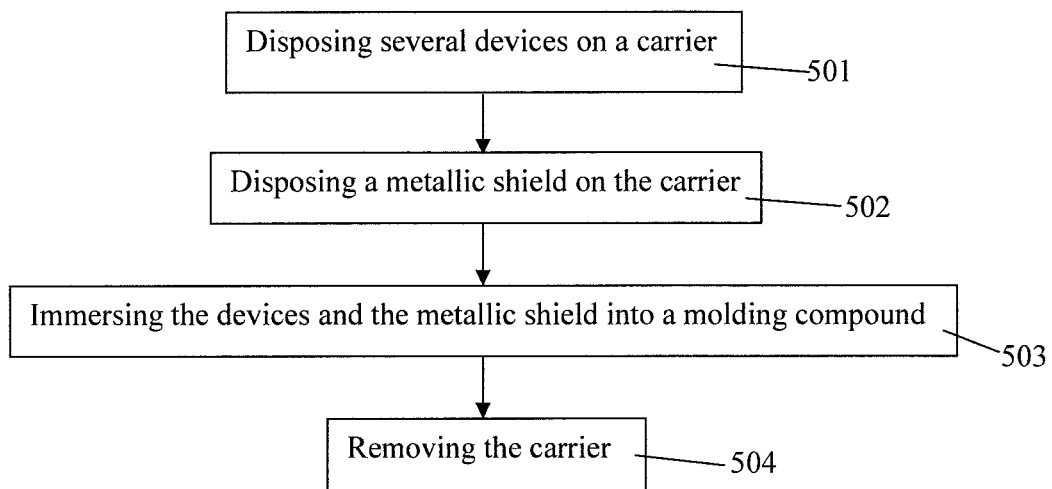 Disposing several devices on a carrier
501
Disposing a metallic shield on the carrier
502
Immersing the devices and the metallic shield into a molding compound
503
Removing the carrier
504